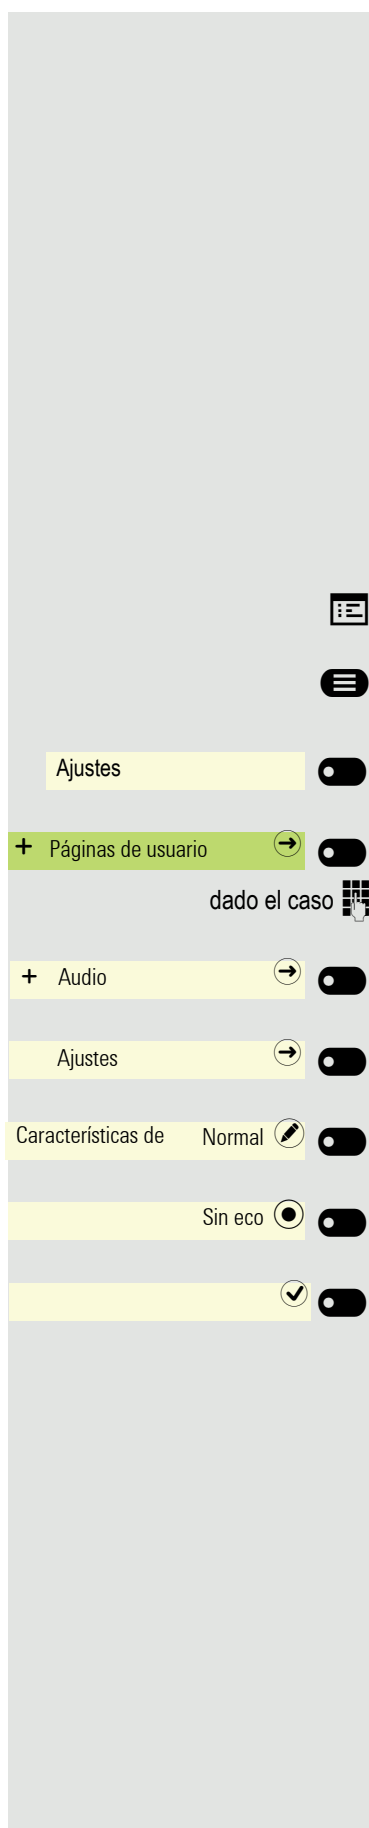 Ajustes
+ Páginas de usuario
dado el caso
+ Audio
Ajustes
Características de Normal
Sin eco